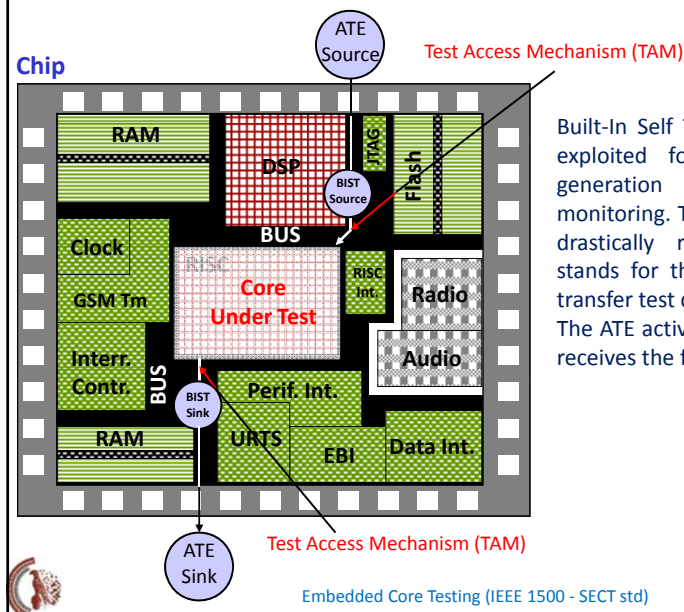 ATE
Source
Test Access Mechanism (TAM)
Chip
RAM
DSP
JTAG
Flash
BIST
Source
BUS
Clock
GSM Tm
RISC
Core
Under Test
RISC
Int.
Radio
Audio
Interr.
Contr.
BUS
BIST
Sink
Perif. Int.
URTS
EBI
Data Int.
RAM
ATE
Sink
Test Access Mechanism (TAM)
Built-In Self
exploited
generation
monitoring.
drastically
stands for
transfer test
The ATE
receives the
Embedded Core Testing (IEEE 1500 - SECT std)